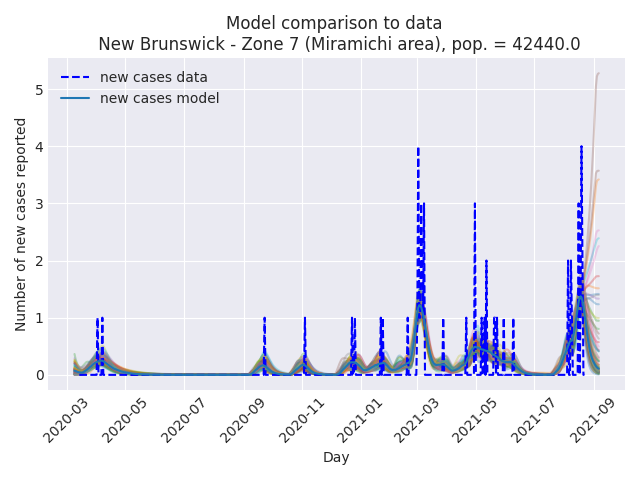 Model comparison to data
New Brunswick - Zone 7 (Miramichi area), pop. = 42440.0
new cases data
new cases model
Number of new cases reported
5
4
3
2
1
0
2020-03
2020-05
2020-07
2020-09
2020-11
2021-01
2021-03
2021-05
2021-07
2021-09
Day